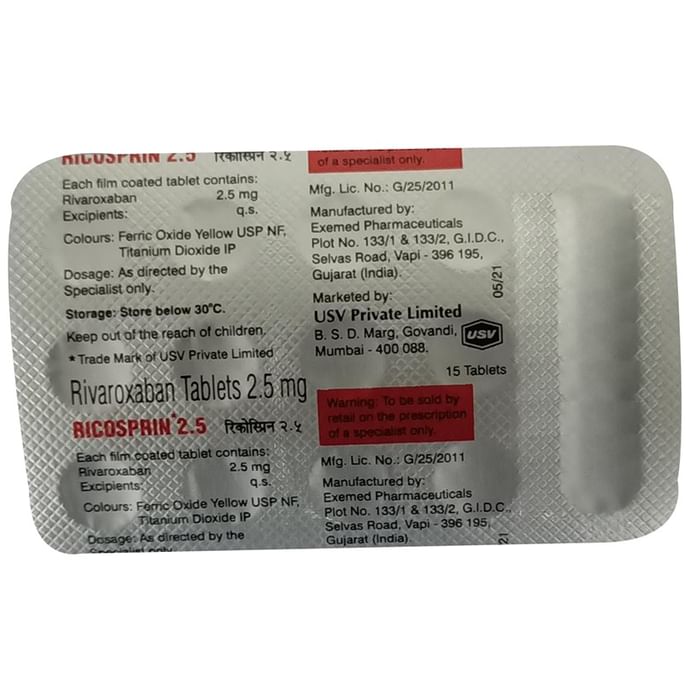 RICOSPRIN 2.5 रिकोस्प्रिन २.५
Each film coated tablet contains:
Rivaroxaban 2.5 mg
Excipients: q.s.
Colours: Ferric Oxide Yellow USP NF,
Titanium Dioxide IP
Dosage: As directed by the
Specialist only.
Storage: Store below 30°C.
Keep out of the reach of children.
* Trade Mark of USV Private Limited
Rivaroxaban Tablets 2.5 mg
RICOSPRIN* 2.5 रिकोस्प्रिन २.५
Each film coated tablet contains:
Rivaroxaban 2.5 mg
Excipients: q.s.
Colours: Ferric Oxide Yellow USP NF,
Titanium Dioxide IP
Dosage: As directed by the
Specialist only.
of a specialist only.
Mfg. Lic. No.: G/25/2011
Manufactured by:
Exemed Pharmaceuticals
Plot No. 133/1 & 133/2, G.I.D.C.,
Selvas Road, Vapi - 396 195,
Gujarat (India).
05/21
Marketed by:
USV Private Limited
B. S. D. Marg, Govandi,
Mumbai - 400 088.
USV
15 Tablets
Warning: To be sold by
retail on the prescription
of a specialist only.
Mfg. Lic. No.: G/25/2011
Manufactured by:
Exemed Pharmaceuticals
Plot No. 133/1 & 133/2, G.I.D.C.,
Selvas Road, Vapi - 396 195,
Gujarat (India).
21